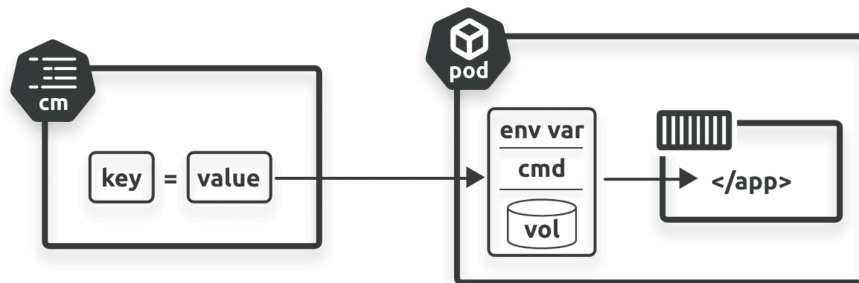 cm
key = value
pod
env var
cmd
vol
</app>